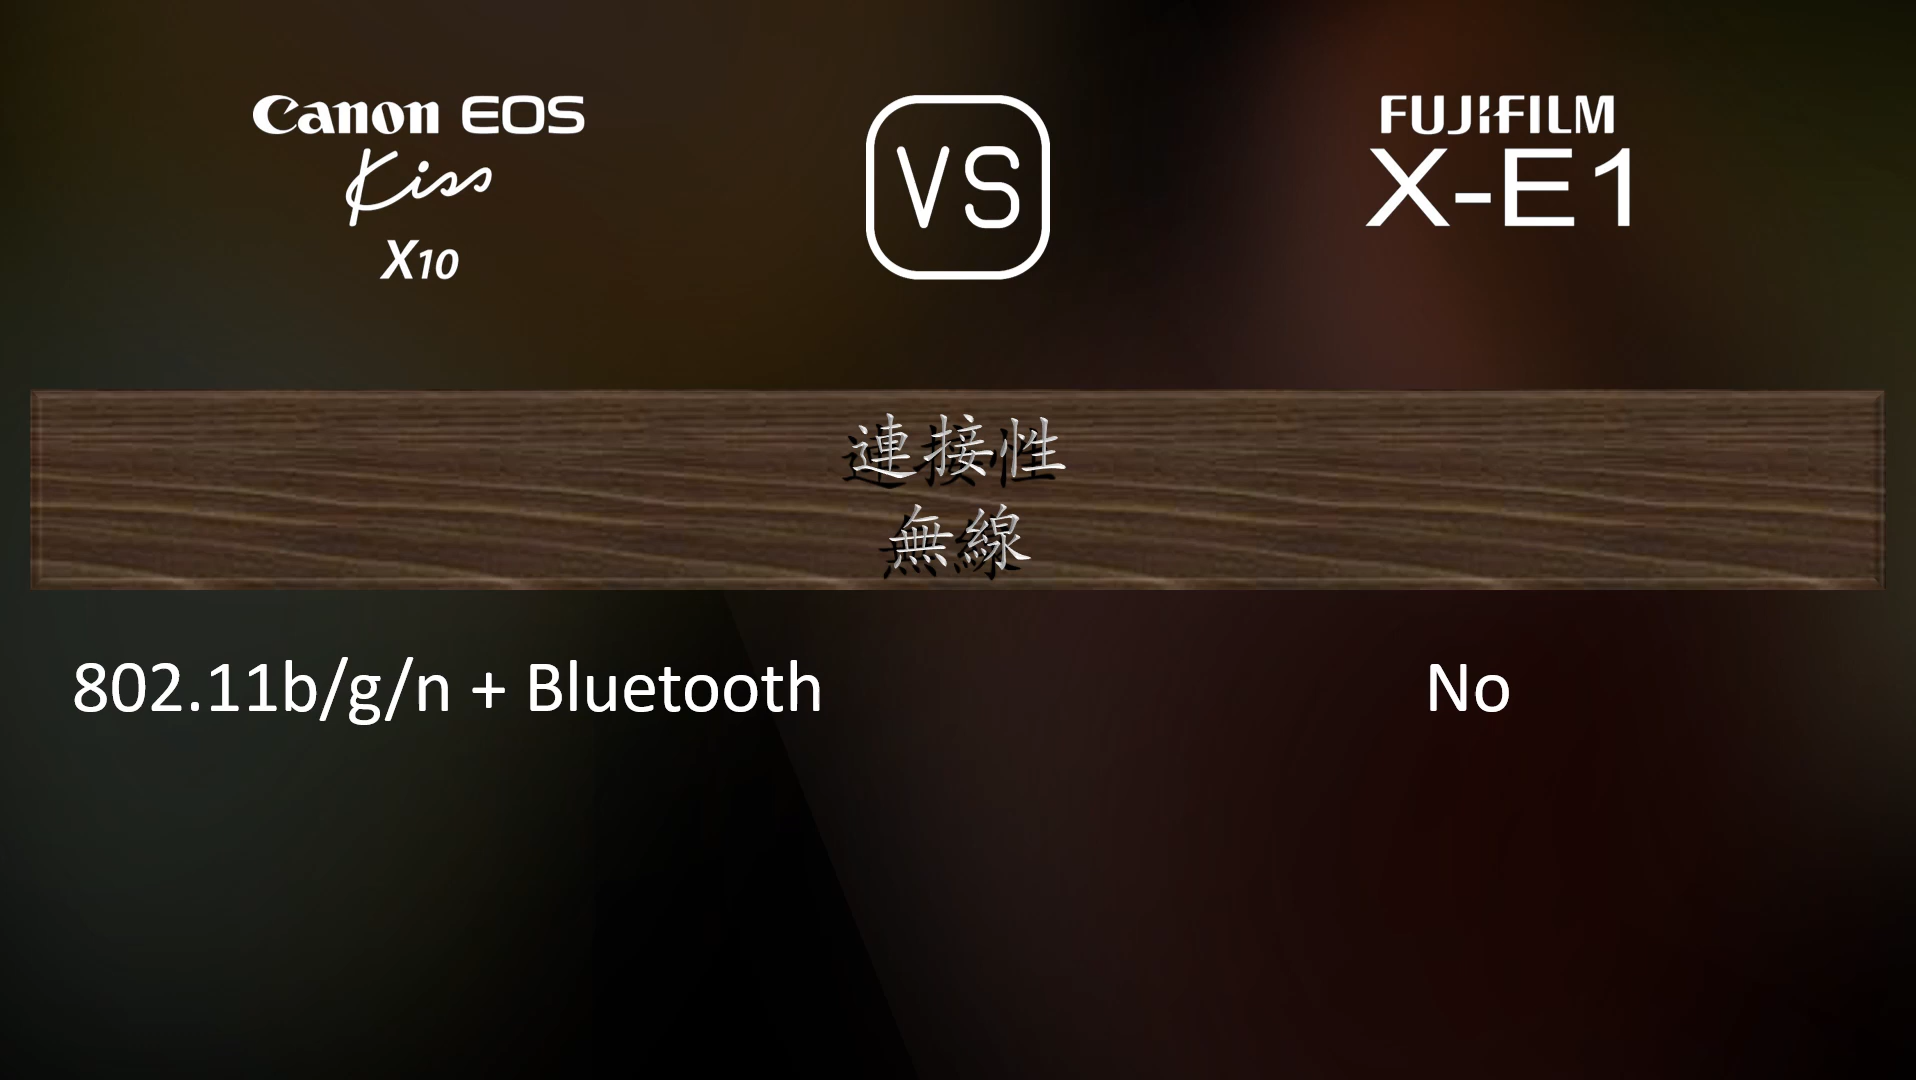 Canon EOS
Kiss
X10
VS
FUJIFILM
X-E1
連接性
無線
802.11b/g/n + Bluetooth
No